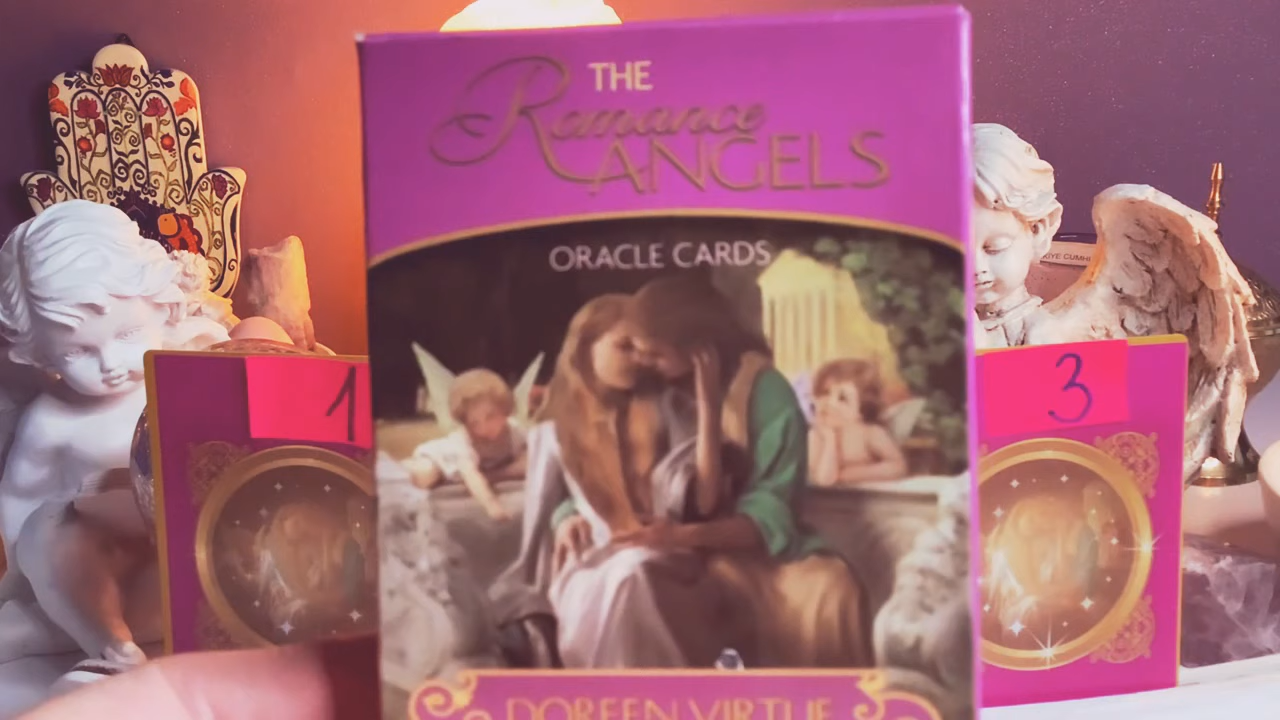 THE
Romance
ANGELS
ORACLE CARDS
1
3
DOREEN VIRTUE